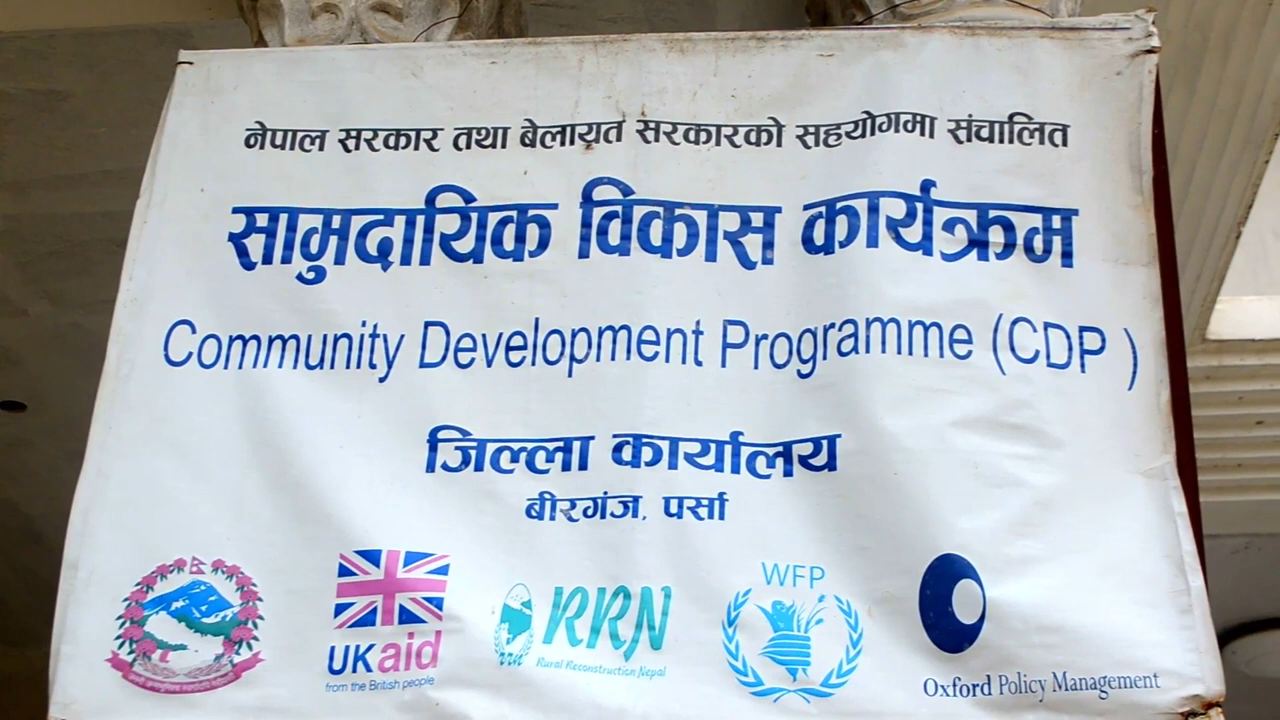 नेपाल सरकार तथा बेलायत सरकारको सहयोगमा संचालित
सामुदायिक विकास कार्यक्रम
Community Development Programme (CDP )
जिल्ला कार्यालय
बीरगंज, पर्सा
UKaid
from the British people
rrn
RRN
Rural Reconstruction Nepal
WFP
Oxford Policy Management